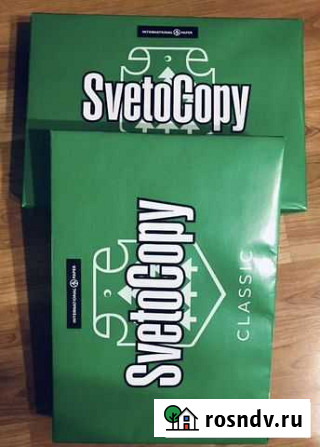 INTERNATIONAL PAPER
SvetoCopy
INTERNATIONAL PAPER
SvetoCopy
CLASSIC
rosndv.ru